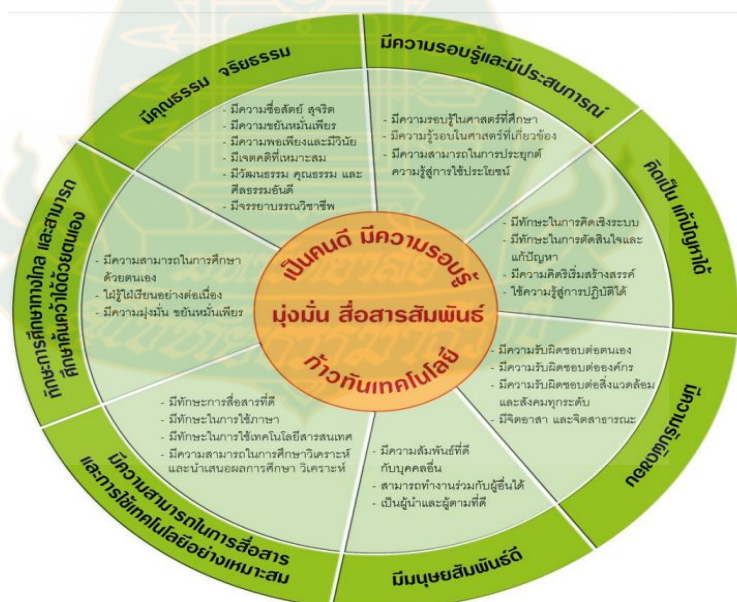 มีคุณธรรม จริยธรรม
- มีความซื่อสัตย์ สุจริต
- มีความขยันหมั่นเพียร
- มีความพอเพียงและมีวินัย
- มีเจตคติที่เหมาะสม
- มีวัฒนธรรม คุณธรรม และ
ศีลธรรมอันดี
- มีจรรยาบรรณวิชาชีพ
มีความรอบรู้และมีประสบการณ์
- มีความรอบรู้ในศาสตร์ที่ศึกษา
- มีความรู้รอบในศาสตร์ที่เกี่ยวข้อง
- มีความสามารถในการประยุกต์
ความรู้สู่การใช้ประโยชน์
คิดเป็น แก้ปัญหาได้
- มีทักษะในการคิดเชิงระบบ
- มีทักษะในการตัดสินใจและ
แก้ปัญหา
- มีความคิดริเริ่มสร้างสรรค์
- ใช้ความรู้สู่การปฏิบัติได้
มีความรับผิดชอบ
- มีความรับผิดชอบต่อตนเอง
- มีความรับผิดชอบต่อองค์กร
- มีความรับผิดชอบต่อสิ่งแวดล้อม
และสังคมทุกระดับ
- มีจิตอาสา และจิตสาธารณะ
มีมนุษยสัมพันธ์ดี
- มีความสัมพันธ์ที่ดี
กับบุคคลอื่น
- สามารถทำงานร่วมกับผู้อื่นได้
- เป็นผู้นำและผู้ตามที่ดี
มีความสามารถในการสื่อสาร
และการใช้เทคโนโลยีอย่างเหมาะสม
- มีทักษะการสื่อสารที่ดี
- มีทักษะในการใช้ภาษา
- มีทักษะในการใช้เทคโนโลยีสารสนเทศ
- มีความสามารถในการศึกษาวิเคราะห์
และนำเสนอผลการศึกษา วิเคราะห์
ทักษะการศึกษาทางไกล และสามารถ
ศึกษาค้นคว้าได้ด้วยตนเอง
- มีความสามารถในการศึกษา
ด้วยตนเอง
- ใฝ่รู้ใฝ่เรียนอย่างต่อเนื่อง
- มีความมุ่งมั่น ขยันหมั่นเพียร
เป็นคนดี มีความรอบรู้
มุ่งมั่น สื่อสารสัมพันธ์
ก้าวทันเทคโนโลยี